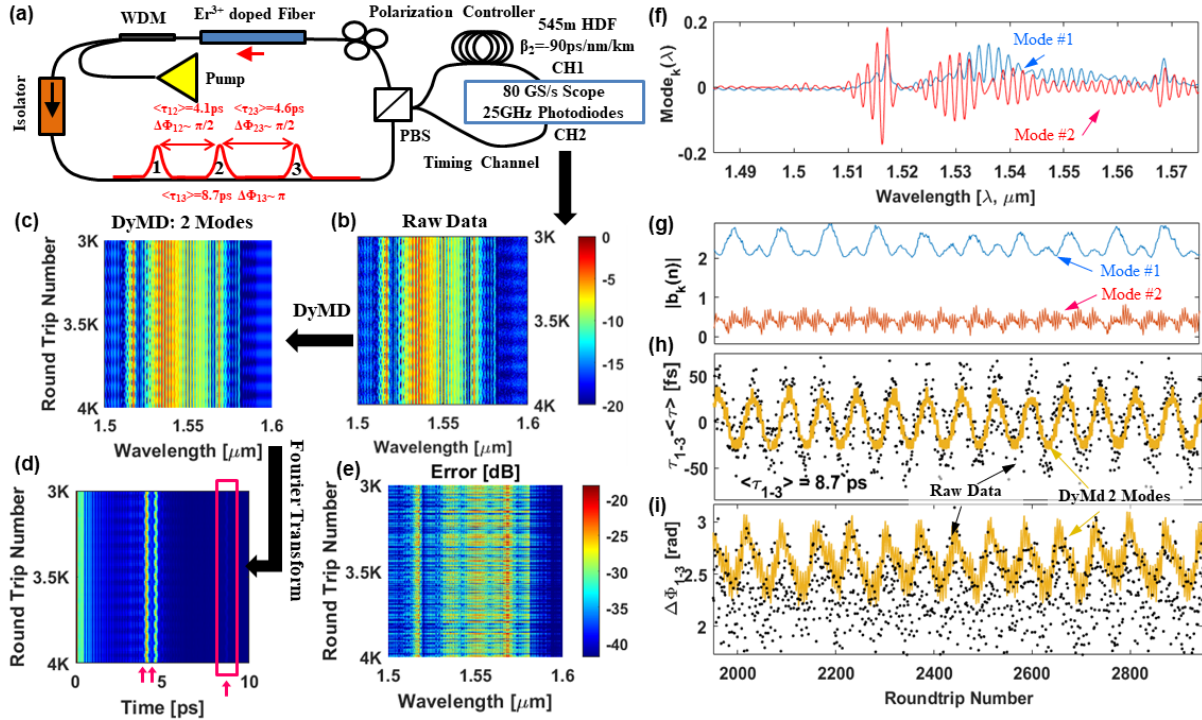 (a)
WDM
Er³⁺ doped Fiber
Polarization Controller
545m HDF
β₂=-90ps/nm/km
CH1
80 GS/s Scope
25GHz Photodiodes
CH2
Isolator
Pump
PBS
Timing Channel
<τ₁₂>=4.1ps
ΔΦ₁₂~ π/2
<τ₂₃>=4.6ps
ΔΦ₂₃~ π/2
1
2
3
<τ₁₃>=8.7ps ΔΦ₁₃~ π
(c)
DyMD: 2 Modes
Round Trip Number
3K
3.5K
4K
1.5
1.55
1.6
Wavelength [μm]
DyMD
(b)
Raw Data
3K
3.5K
4K
1.5
1.55
1.6
Wavelength [μm]
0
-5
-10
-15
-20
Fourier Transform
(d)
Round Trip Number
3K
3.5K
4K
0
5
10
Time [ps]
(e)
Error [dB]
Round Trip Number
3K
3.5K
4K
1.5
1.55
1.6
Wavelength [μm]
-20
-25
-30
-35
-40
(f)
Modeₖ(λ)
0.2
0
-0.2
Mode #1
Mode #2
1.49
1.5
1.51
1.52
1.53
1.54
1.55
1.56
1.57
Wavelength [λ, μm]
(g)
|bₖ(n)|
2
1
0
Mode #1
Mode #2
(h)
τ₁₋₃-<τ> [fs]
50
0
-50
<τ₁₋₃> = 8.7 ps
Raw Data
DyMd 2 Modes
(i)
ΔΦ₁₋₃ [rad]
3
2.5
2
2000
2200
2400
2600
2800
Roundtrip Number